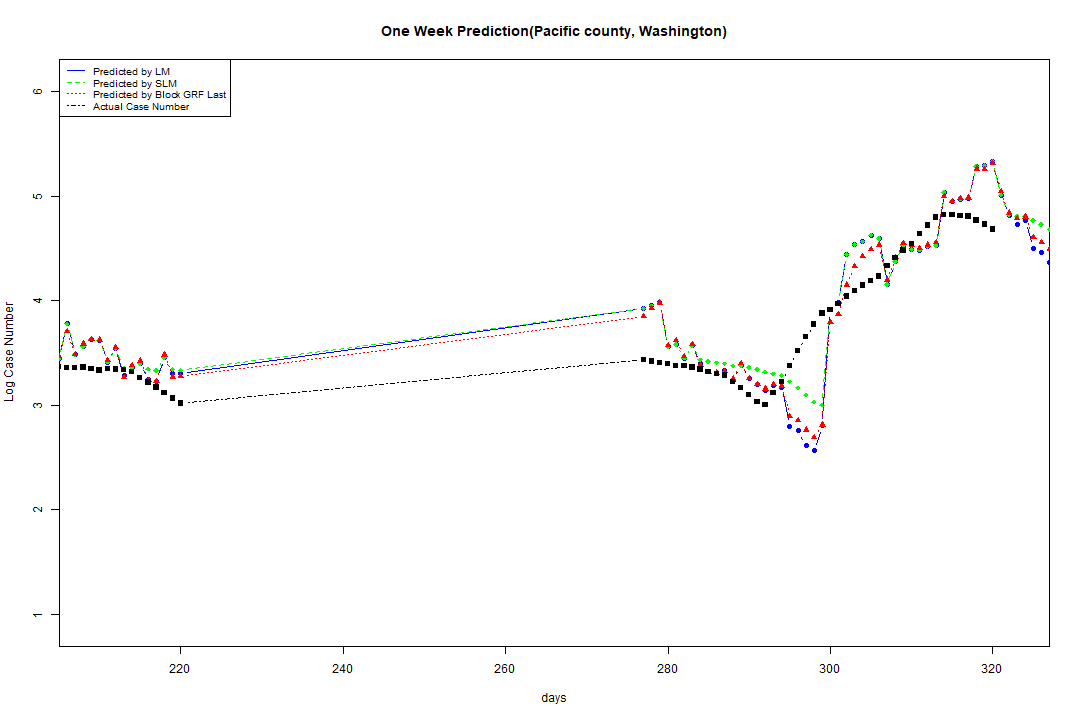 One Week Prediction(Pacific county, Washington)
Predicted by LM
Predicted by SLM
Predicted by Block GRF Last
Actual Case Number
6
5
4
3
2
1
Log Case Number
220 240 260 280 300 320
days